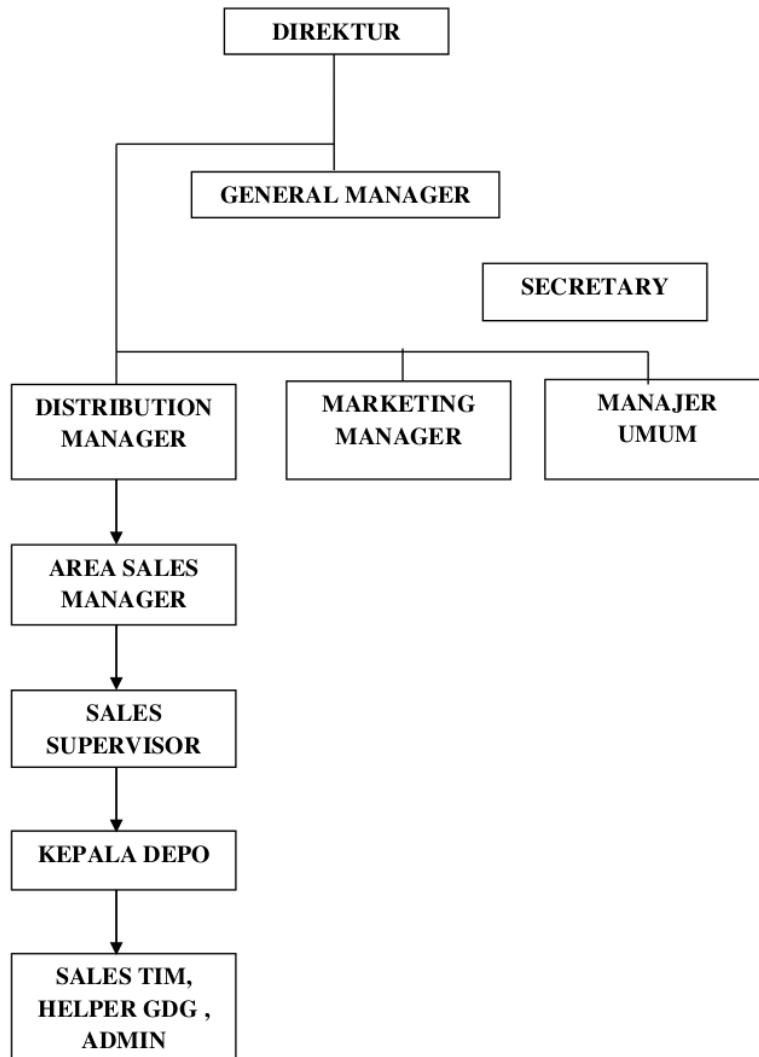 DIREKTUR
GENERAL MANAGER
SECRETARY
DISTRIBUTION
MANAGER
MARKETING
MANAGER
MANAJER
UMUM
AREA SALES
MANAGER
SALES
SUPERVISOR
KEPALA DEPO
SALES TIM,
HELPER GDG ,
ADMIN